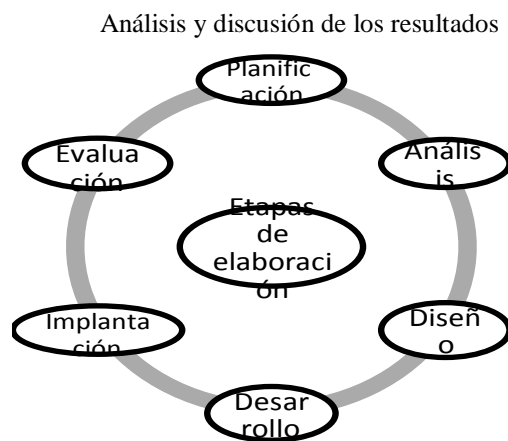 Análisis y discusión de los resultados
Planific
ación
Anális
is
Diseñ
o
Desar
rollo
Implanta
ción
Evalua
ción
Etapas
de
elaboraci
ón